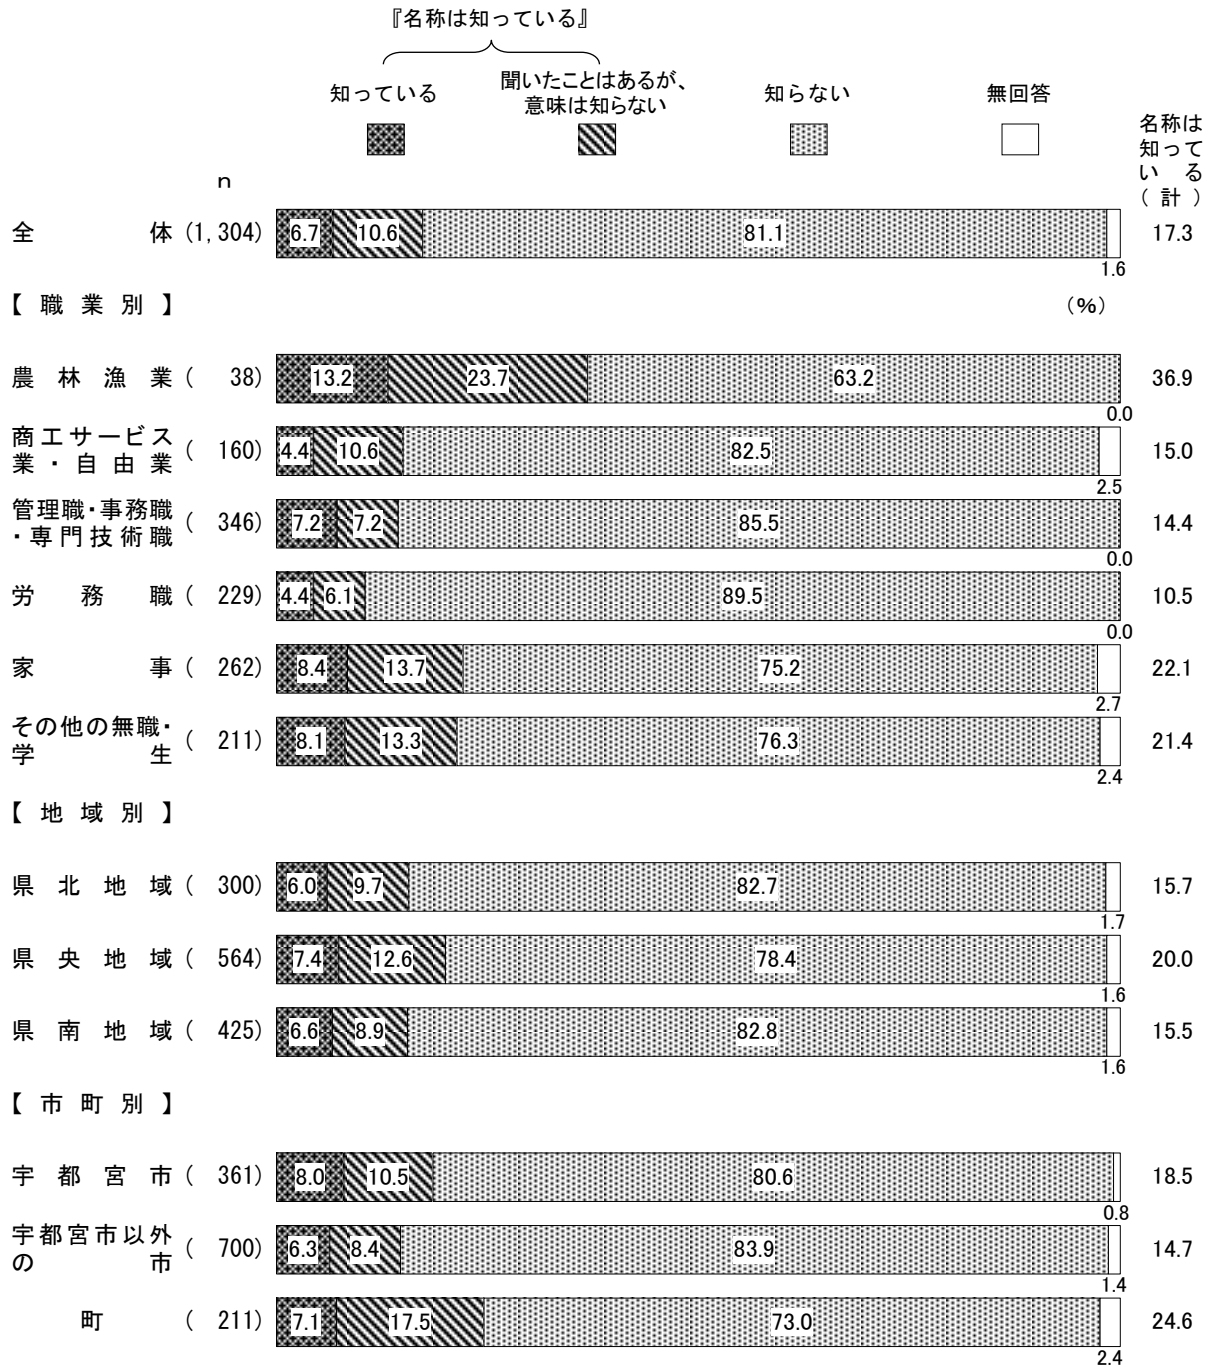 『名称は知っている』
知っている
聞いたことはあるが、
意味は知らない
知らない
無回答
名称は
知って
いる
(計)
n
全体 (1,304) 6.7 10.6 81.1 17.3
1.6
【職業別】 (%)
農林漁業 ( 38) 13.2 23.7 63.2 36.9
0.0
商工サービス
業・自由業 ( 160) 4.4 10.6 82.5 15.0
2.5
管理職・事務職
・専門技術職 ( 346) 7.2 7.2 85.5 14.4
0.0
労務職 ( 229) 4.4 6.1 89.5 10.5
0.0
家事 ( 262) 8.4 13.7 75.2 22.1
2.7
その他の無職・
学生 ( 211) 8.1 13.3 76.3 21.4
2.4
【地域別】
県北地域 ( 300) 6.0 9.7 82.7 15.7
1.7
県央地域 ( 564) 7.4 12.6 78.4 20.0
1.6
県南地域 ( 425) 6.6 8.9 82.8 15.5
1.6
【市町別】
宇都宮市 ( 361) 8.0 10.5 80.6 18.5
0.8
宇都宮市以外
の市 ( 700) 6.3 8.4 83.9 14.7
1.4
町 ( 211) 7.1 17.5 73.0 24.6
2.4